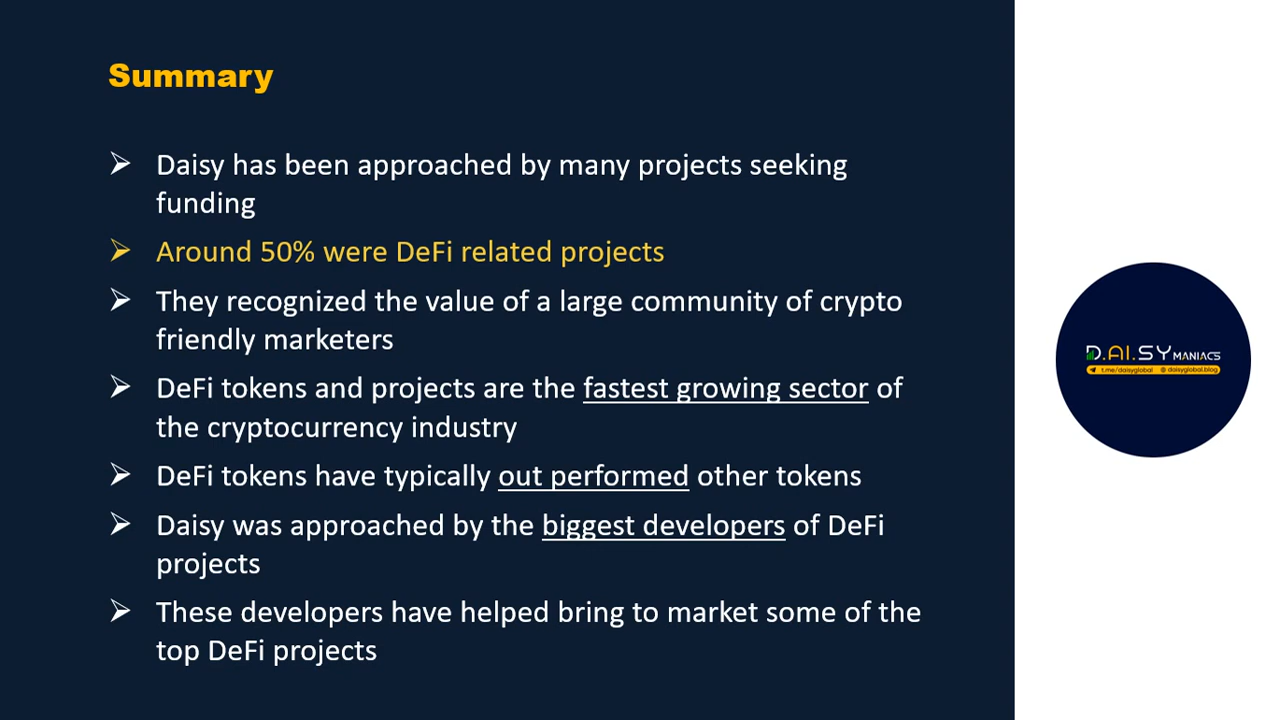 Summary
➢ Daisy has been approached by many projects seeking
funding
➢ Around 50% were DeFi related projects
➢ They recognized the value of a large community of crypto
friendly marketers
➢ DeFi tokens and projects are the fastest growing sector of
the cryptocurrency industry
➢ DeFi tokens have typically out performed other tokens
➢ Daisy was approached by the biggest developers of DeFi
projects
➢ These developers have helped bring to market some of the
top DeFi projects
D.AI.SY MANIACS
t.me/daisyglobal @ daisyglobal.blog